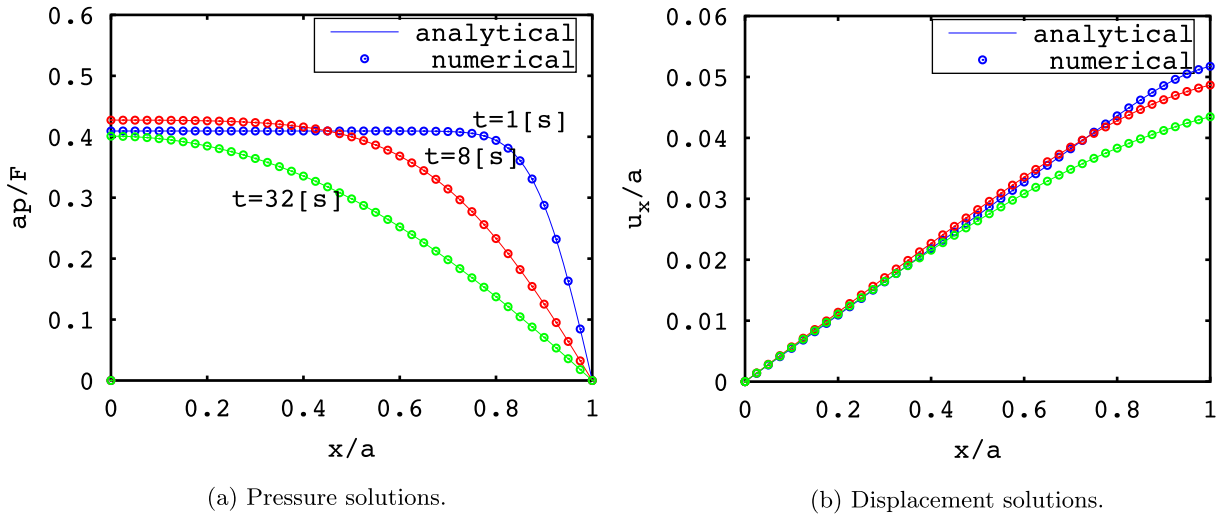 analytical
numerical
ap/F
0.6
0.5
0.4
0.3
0.2
0.1
0
t=1[s]
t=8[s]
t=32[s]
0 0.2 0.4 0.6 0.8 1
x/a
(a) Pressure solutions.
analytical
numerical
uₓ/a
0.06
0.05
0.04
0.03
0.02
0.01
0
0 0.2 0.4 0.6 0.8 1
x/a
(b) Displacement solutions.